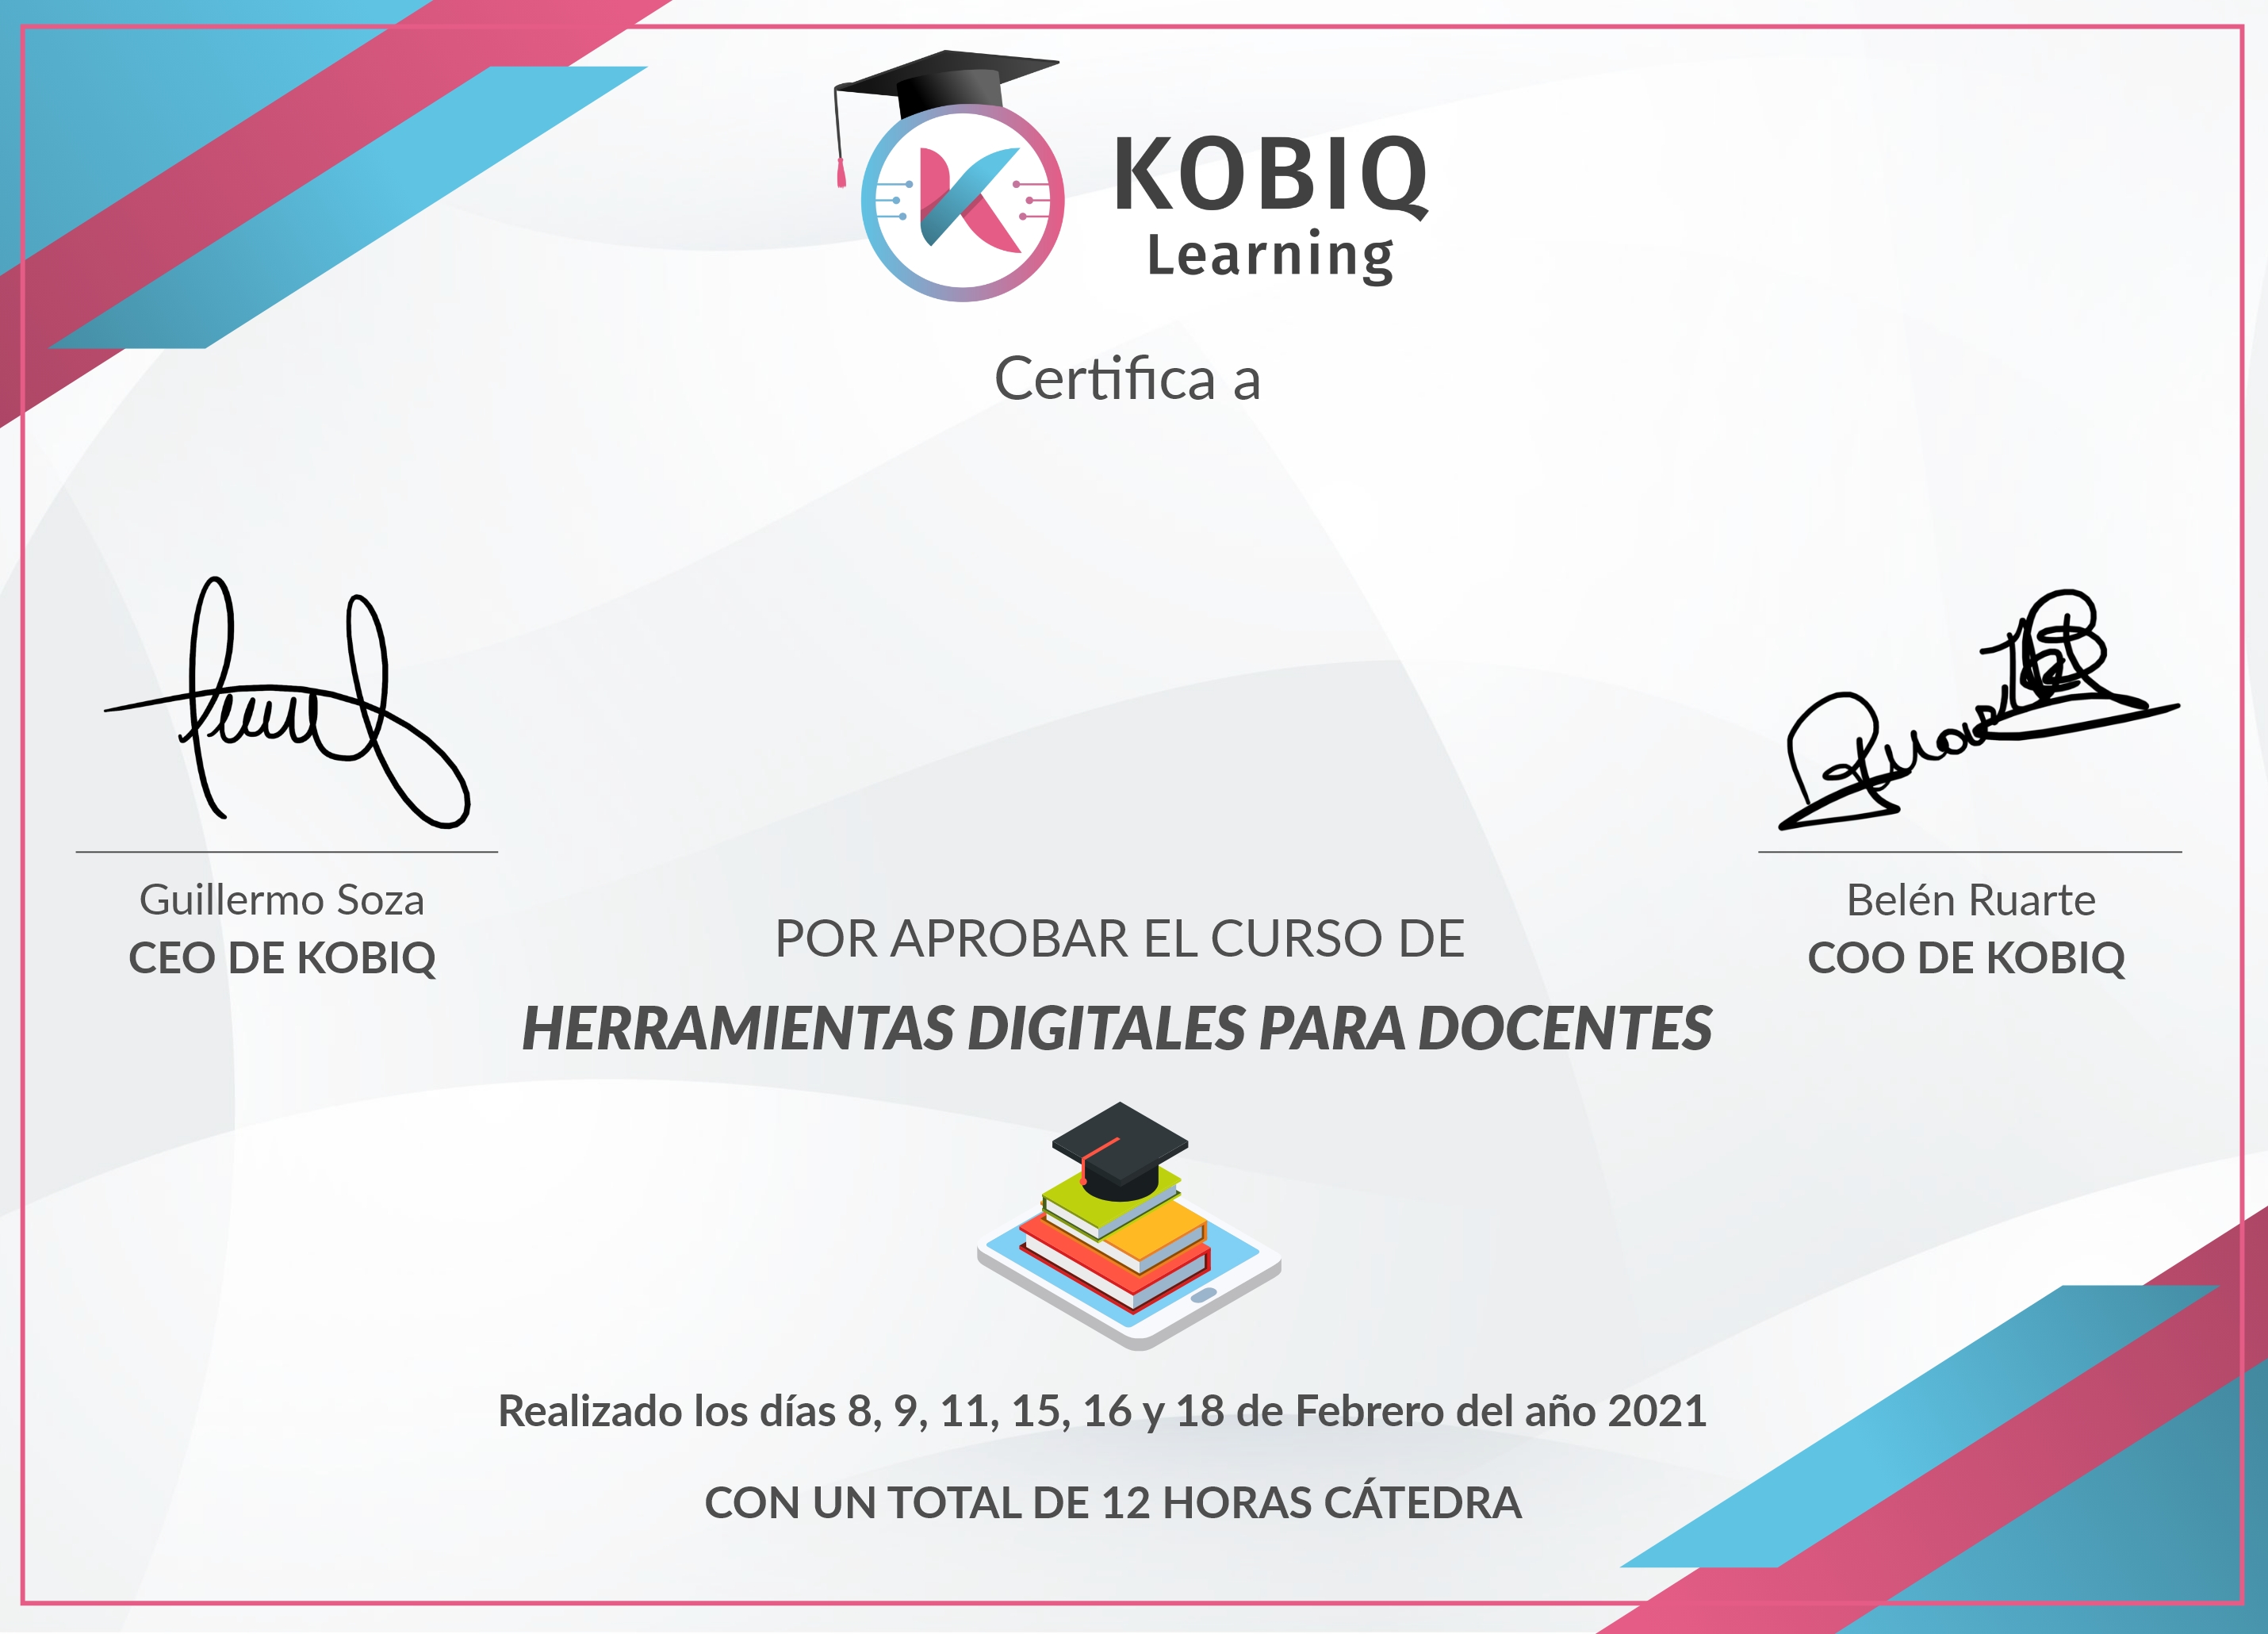 KOBIQ
Learning
Certifica a
Guillermo Soza
CEO DE KOBIQ
Belén Ruarte
COO DE KOBIQ
POR APROBAR EL CURSO DE
HERRAMIENTAS DIGITALES PARA DOCENTES
Realizado los días 8, 9, 11, 15, 16 y 18 de Febrero del año 2021
CON UN TOTAL DE 12 HORAS CÁTEDRA